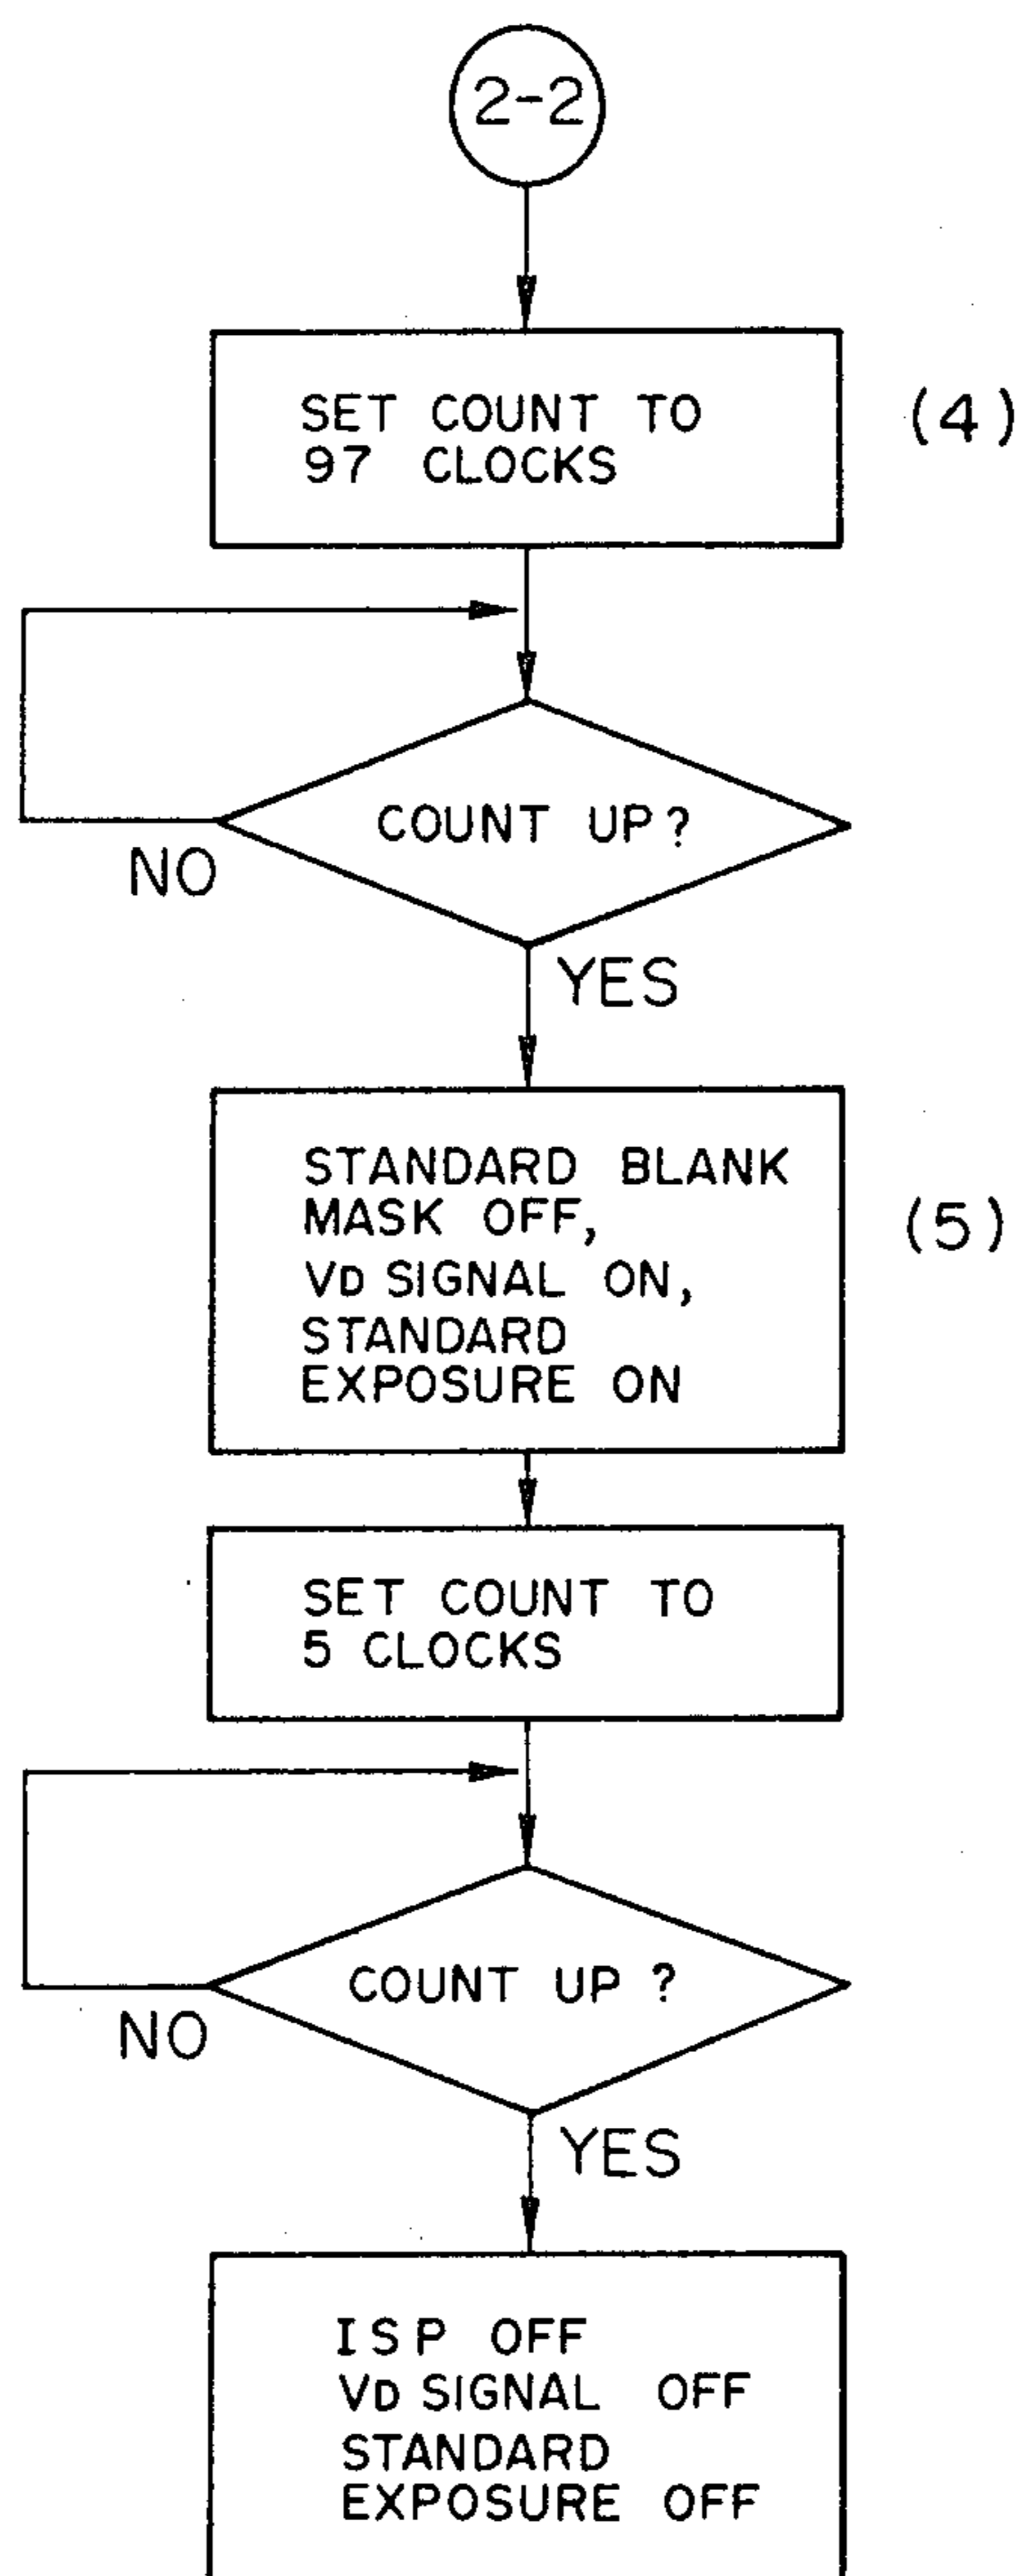 2-2
SET COUNT TO
97 CLOCKS
(4)
COUNT UP?
NO
YES
STANDARD BLANK
MASK OFF,
VD SIGNAL ON,
STANDARD
EXPOSURE ON
(5)
SET COUNT TO
5 CLOCKS
COUNT UP ?
NO
YES
ISP OFF
VD SIGNAL OFF
STANDARD
EXPOSURE OFF